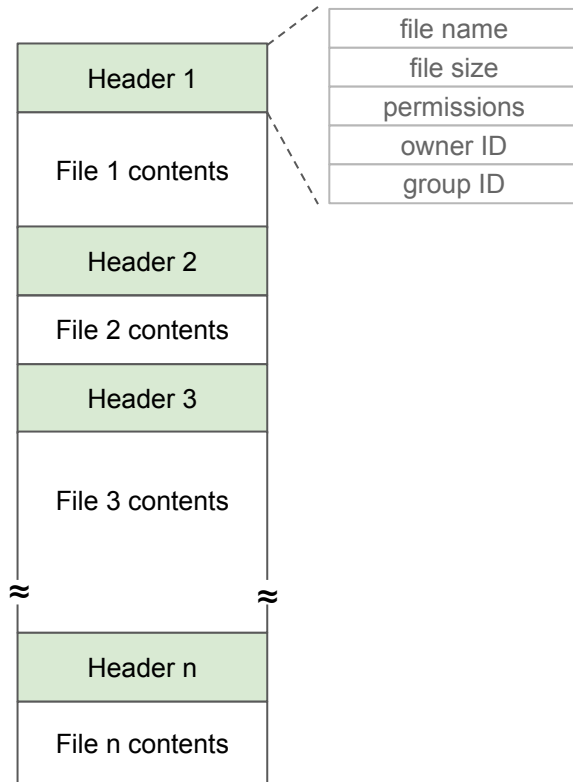 Header 1
file name
file size
permissions
owner ID
group ID
File 1 contents
Header 2
File 2 contents
Header 3
File 3 contents
≈ ≈
Header n
File n contents